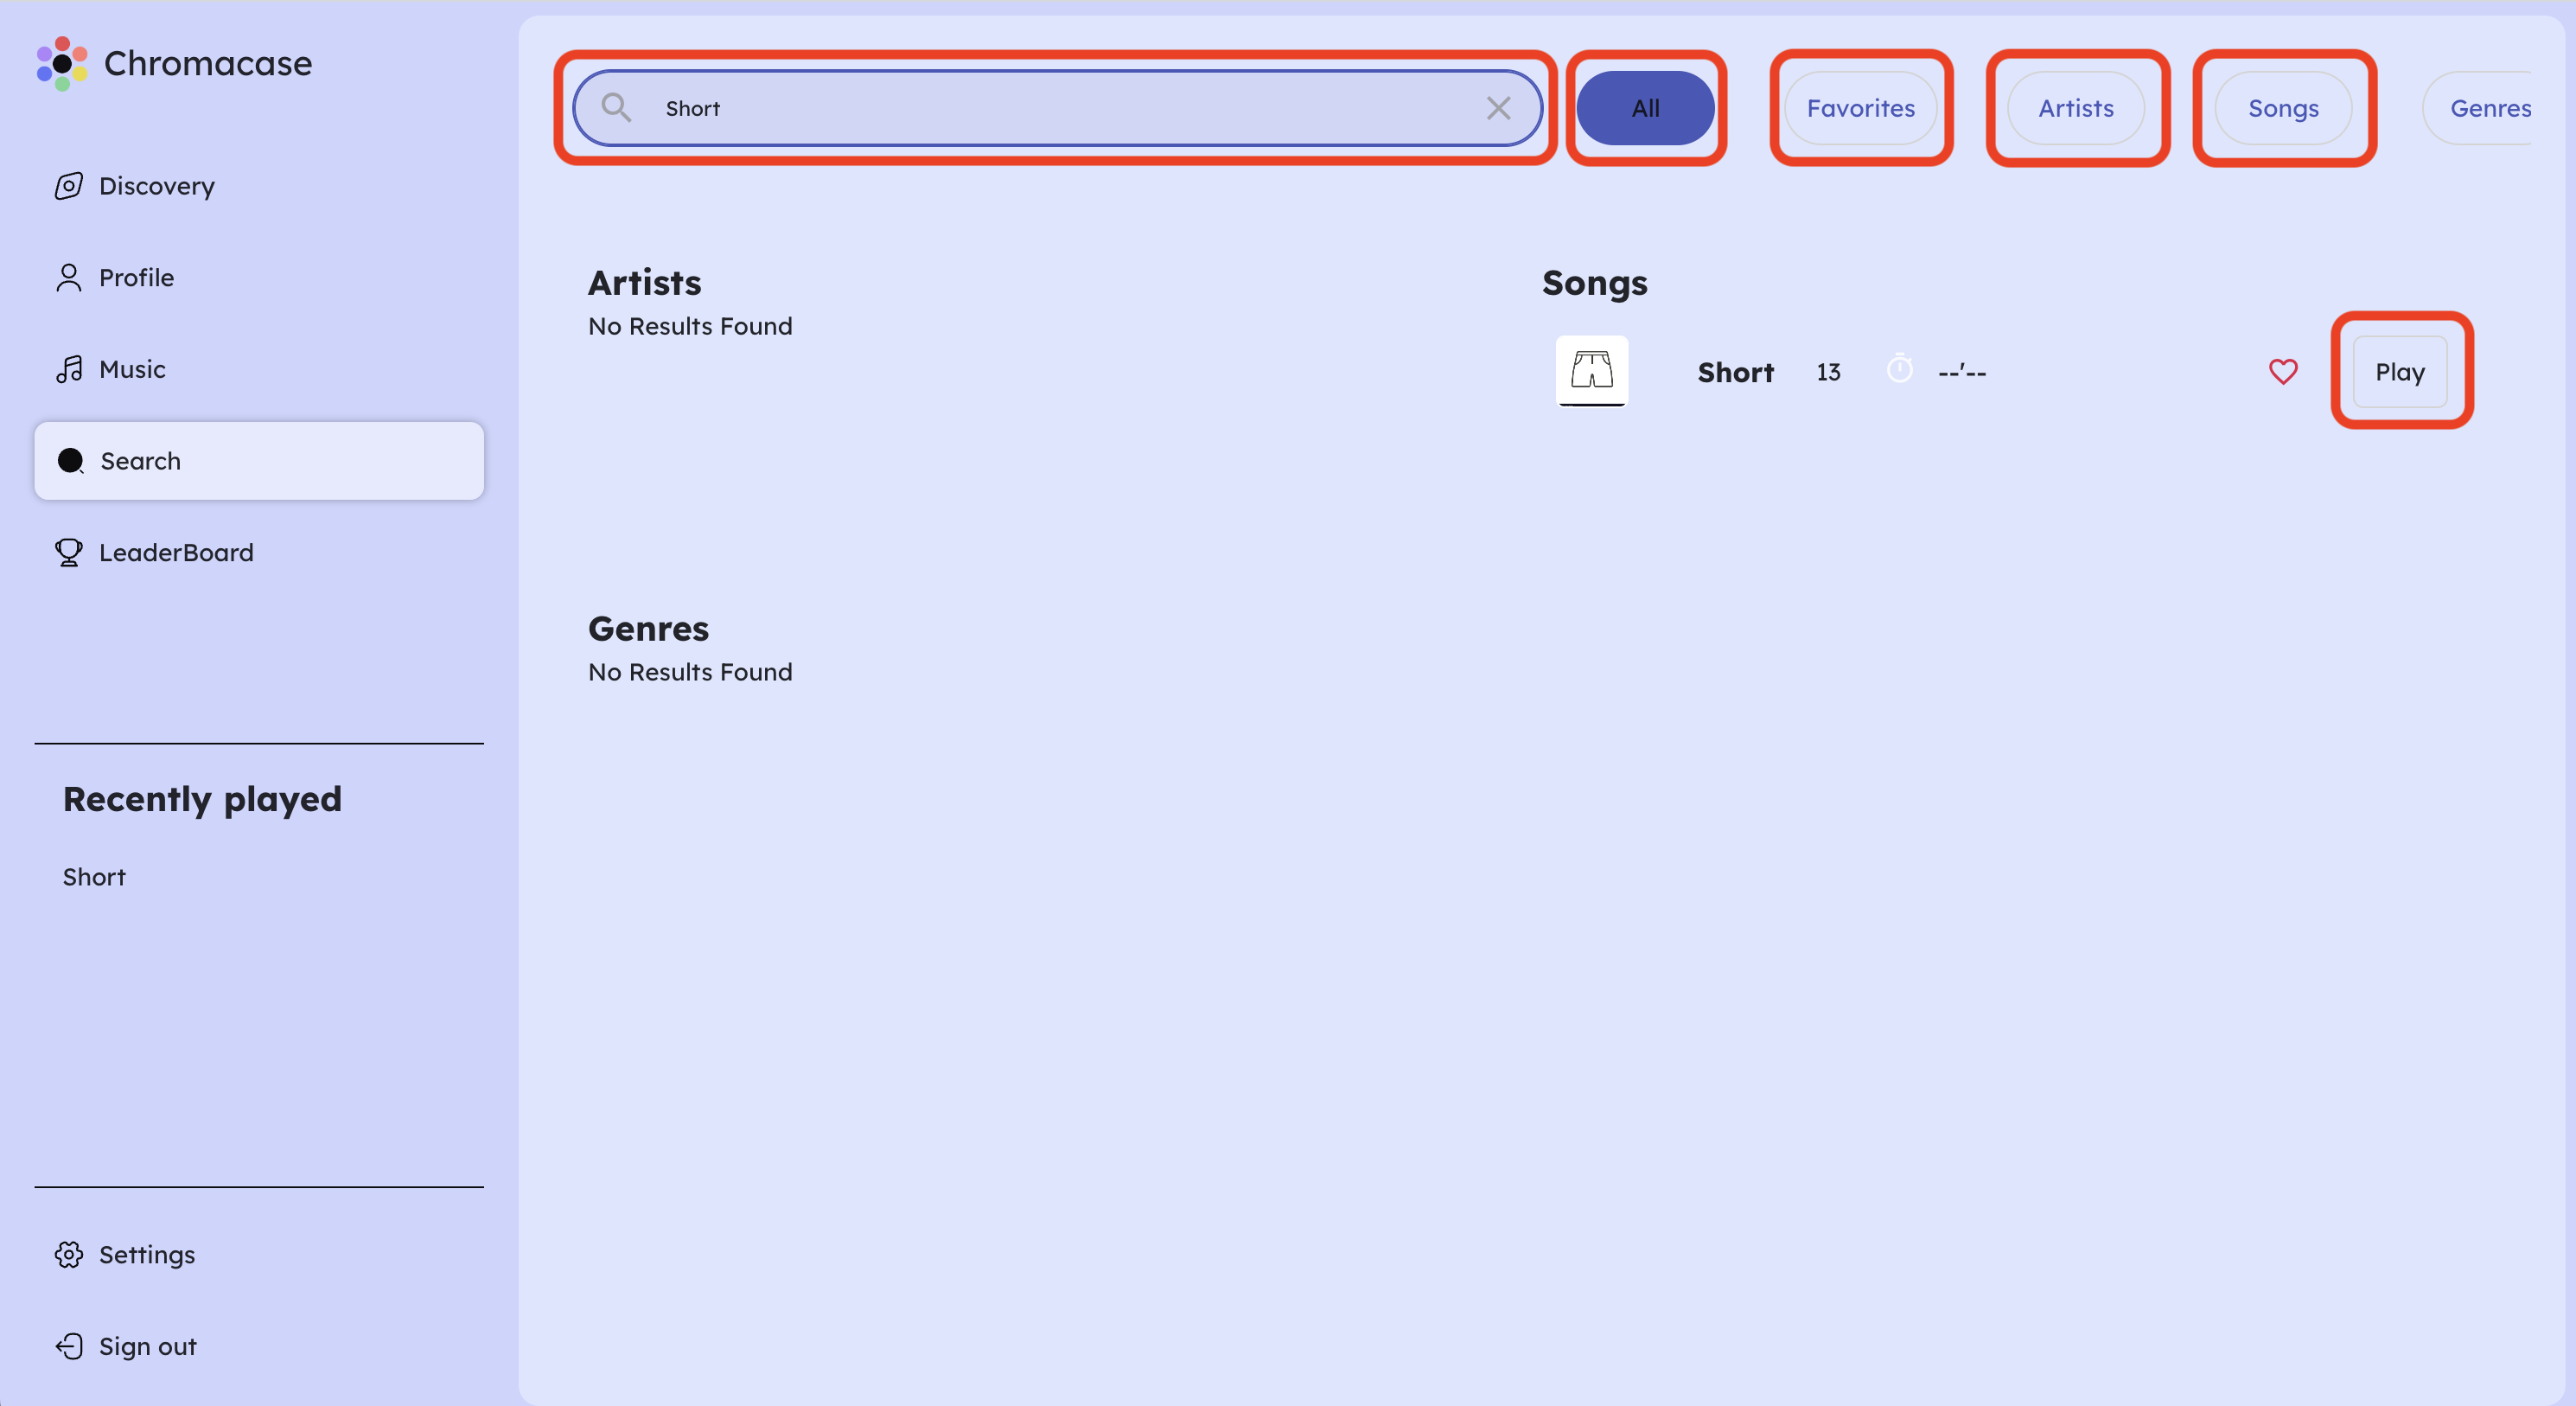 Chromacase
Discovery
Profile
Music
Search
LeaderBoard
Recently played
Short
Settings
Sign out
Short
All
Favorites
Artists
Songs
Genres
Artists
No Results Found
Songs
Short 13 --'-- Play
Genres
No Results Found